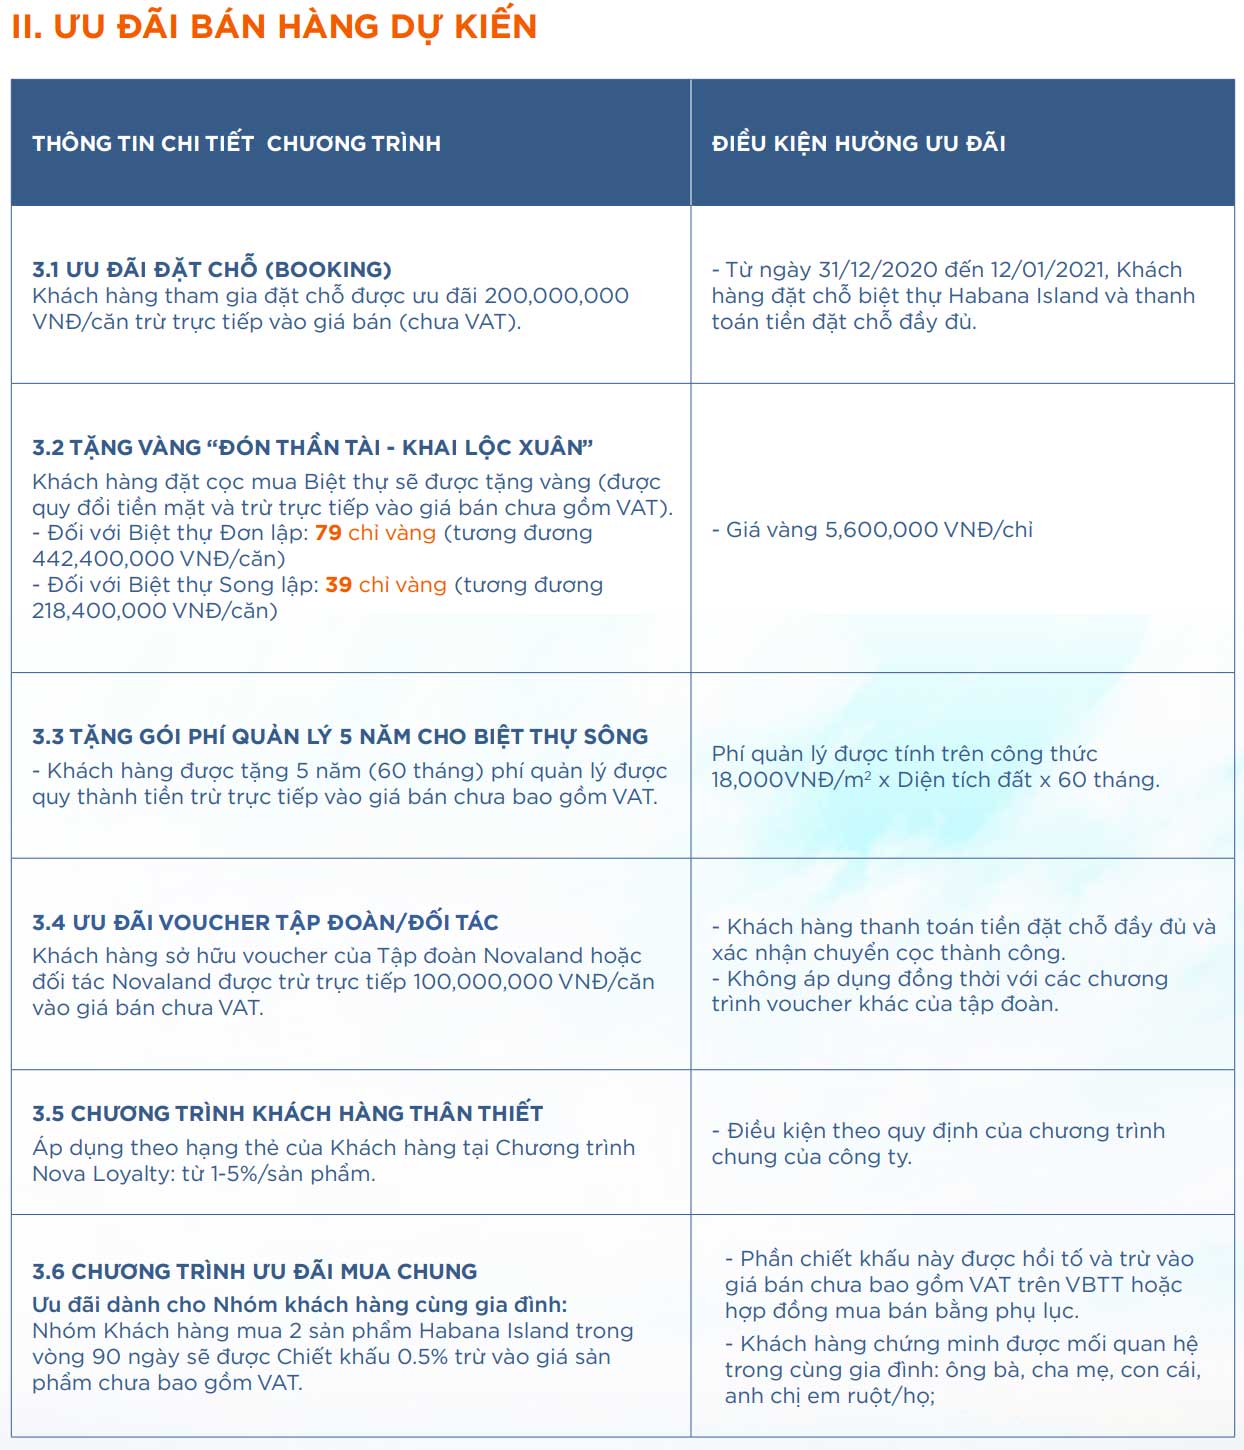 II. ƯU ĐÃI BÁN HÀNG DỰ KIẾN
THÔNG TIN CHI TIẾT CHƯƠNG TRÌNH
ĐIỀU KIỆN HƯỞNG ƯU ĐÃI
3.1 ƯU ĐÃI ĐẶT CHỖ (BOOKING)
Khách hàng tham gia đặt chỗ được ưu đãi 200,000,000
VNĐ/căn trừ trực tiếp vào giá bán (chưa VAT).
- Từ ngày 31/12/2020 đến 12/01/2021, Khách
hàng đặt chỗ biệt thự Habana Island và thanh
toán tiền đặt chỗ đầy đủ.
3.2 TẶNG VÀNG “ĐÓN THẦN TÀI - KHAI LỘC XUÂN”
Khách hàng đặt cọc mua Biệt thự sẽ được tặng vàng (được
quy đổi tiền mặt và trừ trực tiếp vào giá bán chưa gồm VAT).
- Đối với Biệt thự Đơn lập: 79 chỉ vàng (tương đương
442,400,000 VNĐ/căn)
- Đối với Biệt thự Song lập: 39 chỉ vàng (tương đương
218,400,000 VNĐ/căn)
- Giá vàng 5,600,000 VNĐ/chỉ
3.3 TẶNG GÓI PHÍ QUẢN LÝ 5 NĂM CHO BIỆT THỰ SÔNG
- Khách hàng được tặng 5 năm (60 tháng) phí quản lý được
quy thành tiền trừ trực tiếp vào giá bán chưa bao gồm VAT.
Phí quản lý được tính trên công thức
18,000VNĐ/m² x Diện tích đất x 60 tháng.
3.4 ƯU ĐÃI VOUCHER TẬP ĐOÀN/ĐỐI TÁC
Khách hàng sở hữu voucher của Tập đoàn Novaland hoặc
đối tác Novaland được trừ trực tiếp 100,000,000 VNĐ/căn
vào giá bán chưa VAT.
- Khách hàng thanh toán tiền đặt chỗ đầy đủ và
xác nhận chuyển cọc thành công.
- Không áp dụng đồng thời với các chương
trình voucher khác của tập đoàn.
3.5 CHƯƠNG TRÌNH KHÁCH HÀNG THÂN THIẾT
Áp dụng theo hạng thẻ của Khách hàng tại Chương trình
Nova Loyalty: từ 1-5%/sản phẩm.
- Điều kiện theo quy định của chương trình
chung của công ty.
3.6 CHƯƠNG TRÌNH ƯU ĐÃI MUA CHUNG
Ưu đãi dành cho Nhóm khách hàng cùng gia đình:
Nhóm Khách hàng mua 2 sản phẩm Habana Island trong
vòng 90 ngày sẽ được Chiết khấu 0.5% trừ vào giá sản
phẩm chưa bao gồm VAT.
- Phần chiết khấu này được hồi tố và trừ vào
giá bán chưa bao gồm VAT trên VBTT hoặc
hợp đồng mua bán bằng phụ lục.
- Khách hàng chứng minh được mối quan hệ
trong cùng gia đình: ông bà, cha mẹ, con cái,
anh chị em ruột/họ;